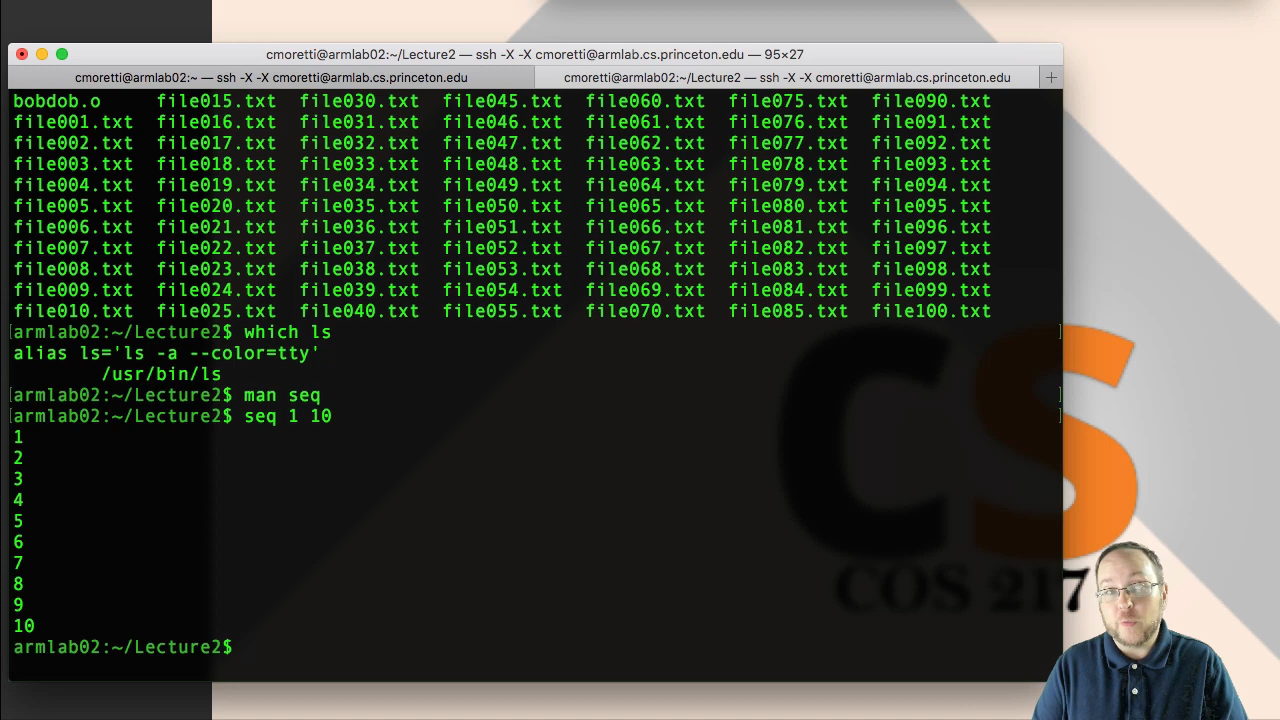 cmoretti@armlab02:~/Lecture2 — ssh -X -X cmoretti@armlab.cs.princeton.edu — 95×27
cmoretti@armlab02:~ — ssh -X -X cmoretti@armlab.cs.princeton.edu cmoretti@armlab02:~/Lecture2 — ssh -X -X cmoretti@armlab.cs.princeton.edu +
bobdob.o file015.txt file030.txt file045.txt file060.txt file075.txt file090.txt
file001.txt file016.txt file031.txt file046.txt file061.txt file076.txt file091.txt
file002.txt file017.txt file032.txt file047.txt file062.txt file077.txt file092.txt
file003.txt file018.txt file033.txt file048.txt file063.txt file078.txt file093.txt
file004.txt file019.txt file034.txt file049.txt file064.txt file079.txt file094.txt
file005.txt file020.txt file035.txt file050.txt file065.txt file080.txt file095.txt
file006.txt file021.txt file036.txt file051.txt file066.txt file081.txt file096.txt
file007.txt file022.txt file037.txt file052.txt file067.txt file082.txt file097.txt
file008.txt file023.txt file038.txt file053.txt file068.txt file083.txt file098.txt
file009.txt file024.txt file039.txt file054.txt file069.txt file084.txt file099.txt
file010.txt file025.txt file040.txt file055.txt file070.txt file085.txt file100.txt
[armlab02:~/Lecture2$ which ls ]
alias ls='ls -a --color=tty'
/usr/bin/ls
[armlab02:~/Lecture2$ man seq ]
[armlab02:~/Lecture2$ seq 1 10 ]
1
2
3
4
5
6
7
8
9
10
armlab02:~/Lecture2$
CS
COS 217